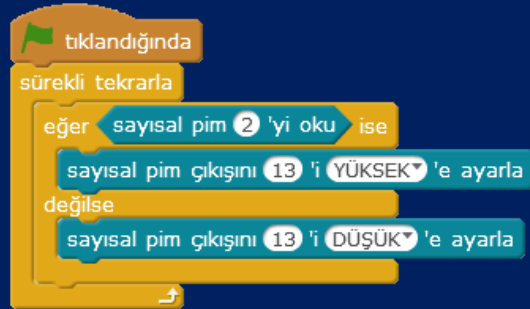 tıklandığında
sürekli tekrarla
eğer sayısal pim 2 'yi oku ise
sayısal pim çıkışını 13 'i YÜKSEK 'e ayarla
değilse
sayısal pim çıkışını 13 'i DÜŞÜK 'e ayarla